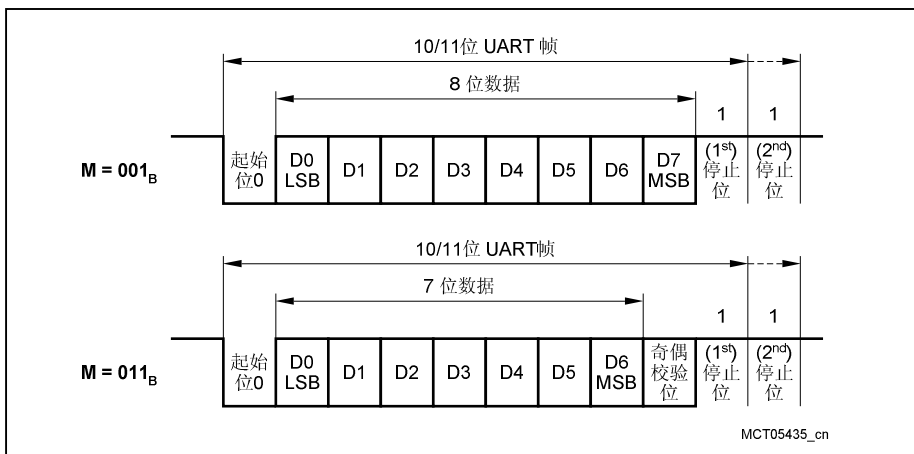 10/11位 UART 帧
8 位数据
1 1
M = 001B
起始位0 D0 LSB D1 D2 D3 D4 D5 D6 D7 MSB (1st) 停止位 (2nd) 停止位
10/11位 UART帧
7 位数据
1 1
M = 011B
起始位0 D0 LSB D1 D2 D3 D4 D5 D6 MSB 奇偶校验位 (1st) 停止位 (2nd) 停止位
MCT05435_cn